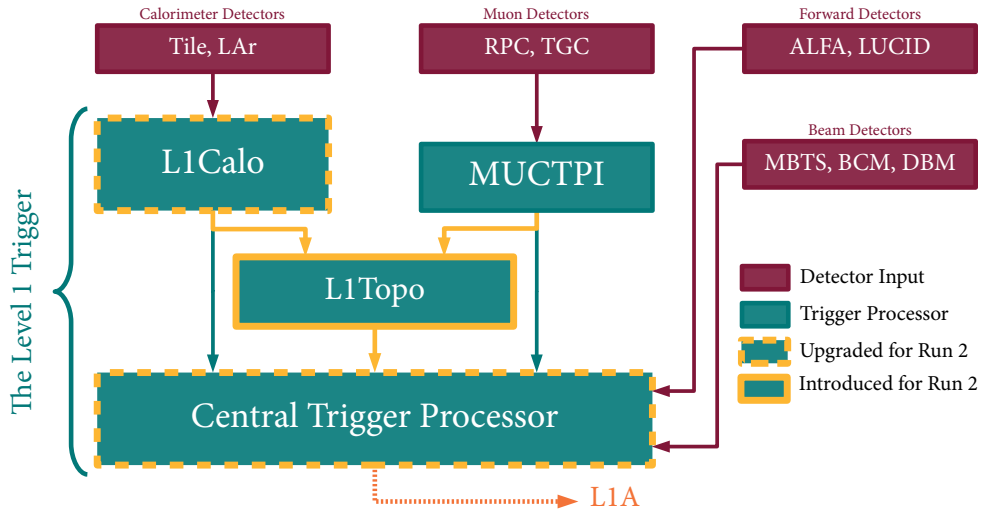 Calorimeter Detectors
Muon Detectors
Forward Detectors
Tile, LAr
RPC, TGC
ALFA, LUCID
Beam Detectors
MBTS, BCM, DBM
The Level 1 Trigger
L1Calo
MUCTPI
L1Topo
Central Trigger Processor
L1A
Detector Input
Trigger Processor
Upgraded for Run 2
Introduced for Run 2